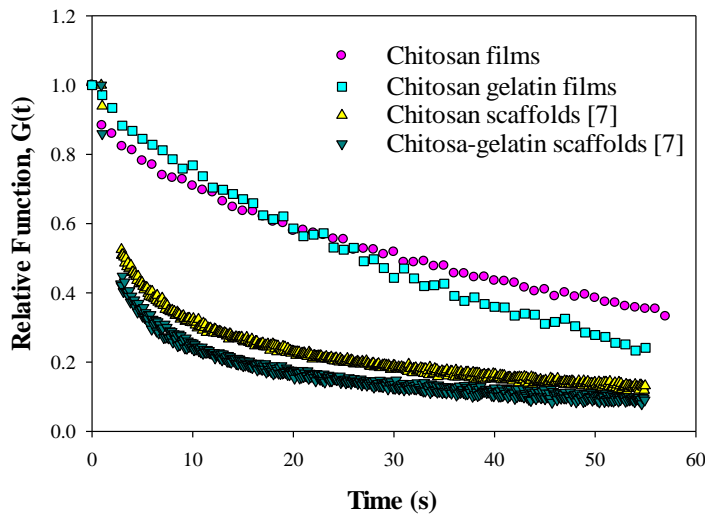 1.2
1.0
0.8
0.6
0.4
0.2
0.0
Relative Function, G(t)
Chitosan films
Chitosan gelatin films
Chitosan scaffolds [7]
Chitosa-gelatin scaffolds [7]
0 10 20 30 40 50 60
Time (s)